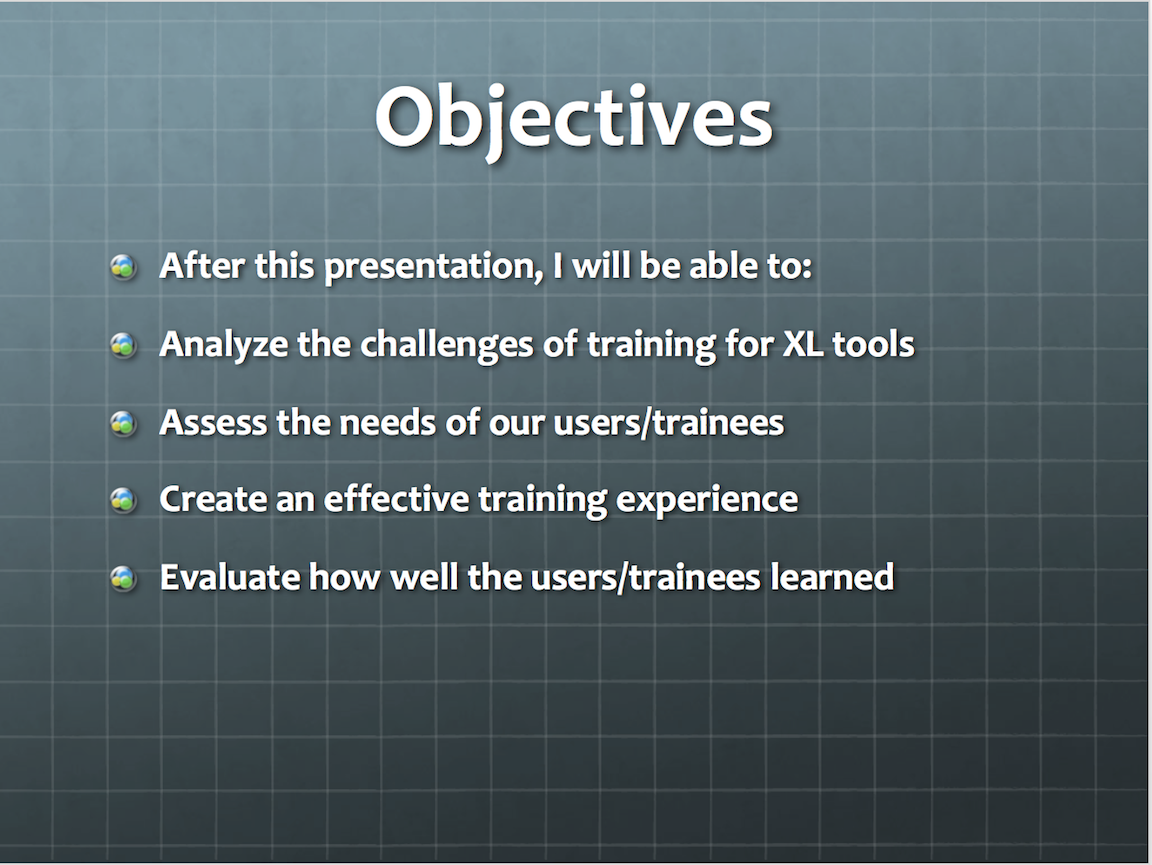 Objectives
After this presentation, I will be able to:
Analyze the challenges of training for XL tools
Assess the needs of our users/trainees
Create an effective training experience
Evaluate how well the users/trainees learned